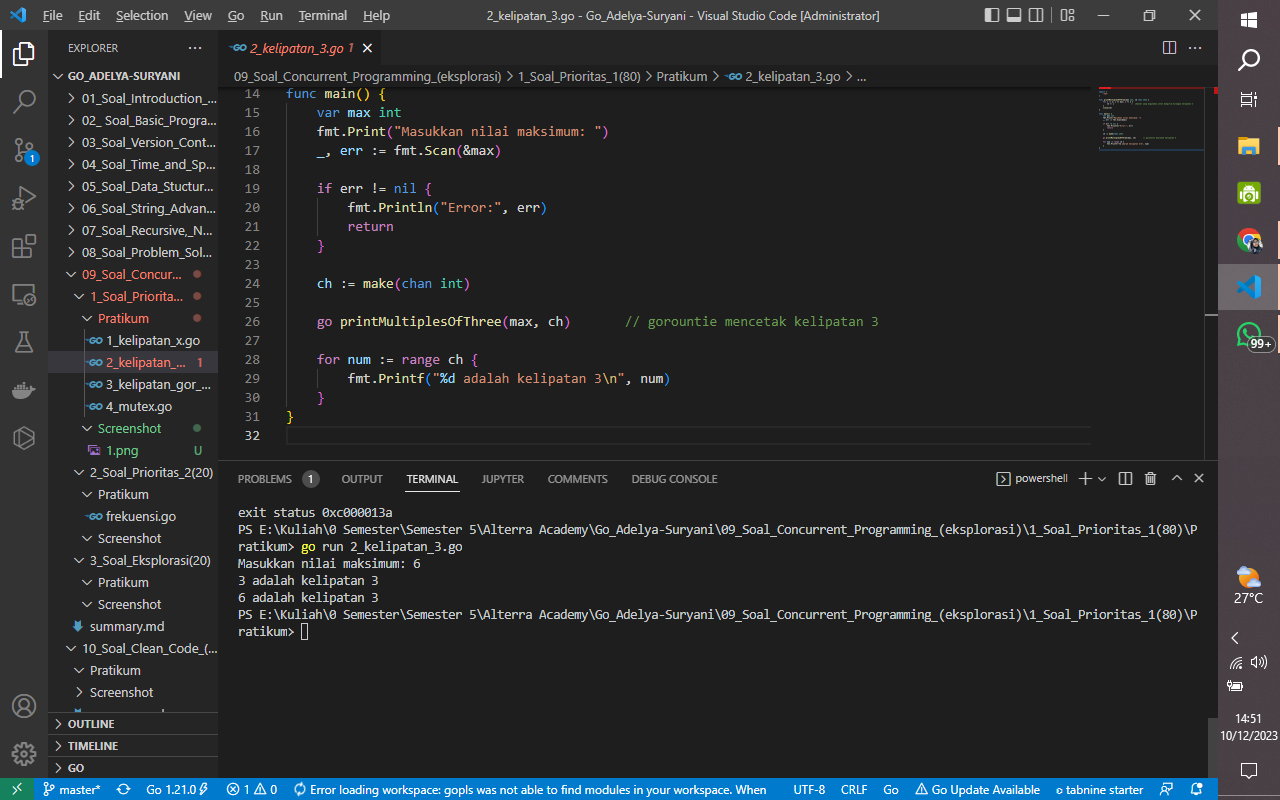 File Edit Selection View Go Run Terminal Help
2_kelipatan_3.go - Go_Adelya-Suryani - Visual Studio Code [Administrator]
EXPLORER
GO_ADELYA-SURYANI
01_Soal_Introduction_...
02_ Soal_Basic_Progra...
03_Soal_Version_Cont...
04_Soal_Time_and_Sp...
05_Soal_Data_Stuctur...
06_Soal_String_Advan...
07_Soal_Recursive,_N...
08_Soal_Problem_Sol...
09_Soal_Concur...
1_Soal_Priorita...
Pratikum
1_kelipatan_x.go
2_kelipatan_... 1
3_kelipatan_gor_...
4_mutex.go
Screenshot
1.png U
2_Soal_Prioritas_2(20)
Pratikum
frekuensi.go
Screenshot
3_Soal_Eksplorasi(20)
Pratikum
Screenshot
summary.md
10_Soal_Clean_Code_(...
Pratikum
Screenshot
OUTLINE
TIMELINE
GO
2_kelipatan_3.go 1
09_Soal_Concurrent_Programming_(eksplorasi) > 1_Soal_Prioritas_1(80) > Pratikum > 2_kelipatan_3.go > ...
14 func main() {
15 var max int
16 fmt.Print("Masukkan nilai maksimum: ")
17 _, err := fmt.Scan(&max)
18
19 if err != nil {
20 fmt.Println("Error:", err)
21 return
22 }
23
24 ch := make(chan int)
25
26 go printMultiplesOfThree(max, ch) // gorountie mencetak kelipatan 3
27
28 for num := range ch {
29 fmt.Printf("%d adalah kelipatan 3\n", num)
30 }
31 }
32
PROBLEMS 1 OUTPUT TERMINAL JUPYTER COMMENTS DEBUG CONSOLE
powershell
exit status 0xc000013a
PS E:\Kuliah\0 Semester\Semester 5\Alterra Academy\Go_Adelya-Suryani\09_Soal_Concurrent_Programming_(eksplorasi)\1_Soal_Prioritas_1(80)\P
ratikum> go run 2_kelipatan_3.go
Masukkan nilai maksimum: 6
3 adalah kelipatan 3
6 adalah kelipatan 3
PS E:\Kuliah\0 Semester\Semester 5\Alterra Academy\Go_Adelya-Suryani\09_Soal_Concurrent_Programming_(eksplorasi)\1_Soal_Prioritas_1(80)\P
ratikum>
master* Go 1.21.0 1 0 Error loading workspace: gopls was not able to find modules in your workspace. When UTF-8 CRLF Go Go Update Available tabnine starter
1
99+
27°C
14:51
10/12/2023